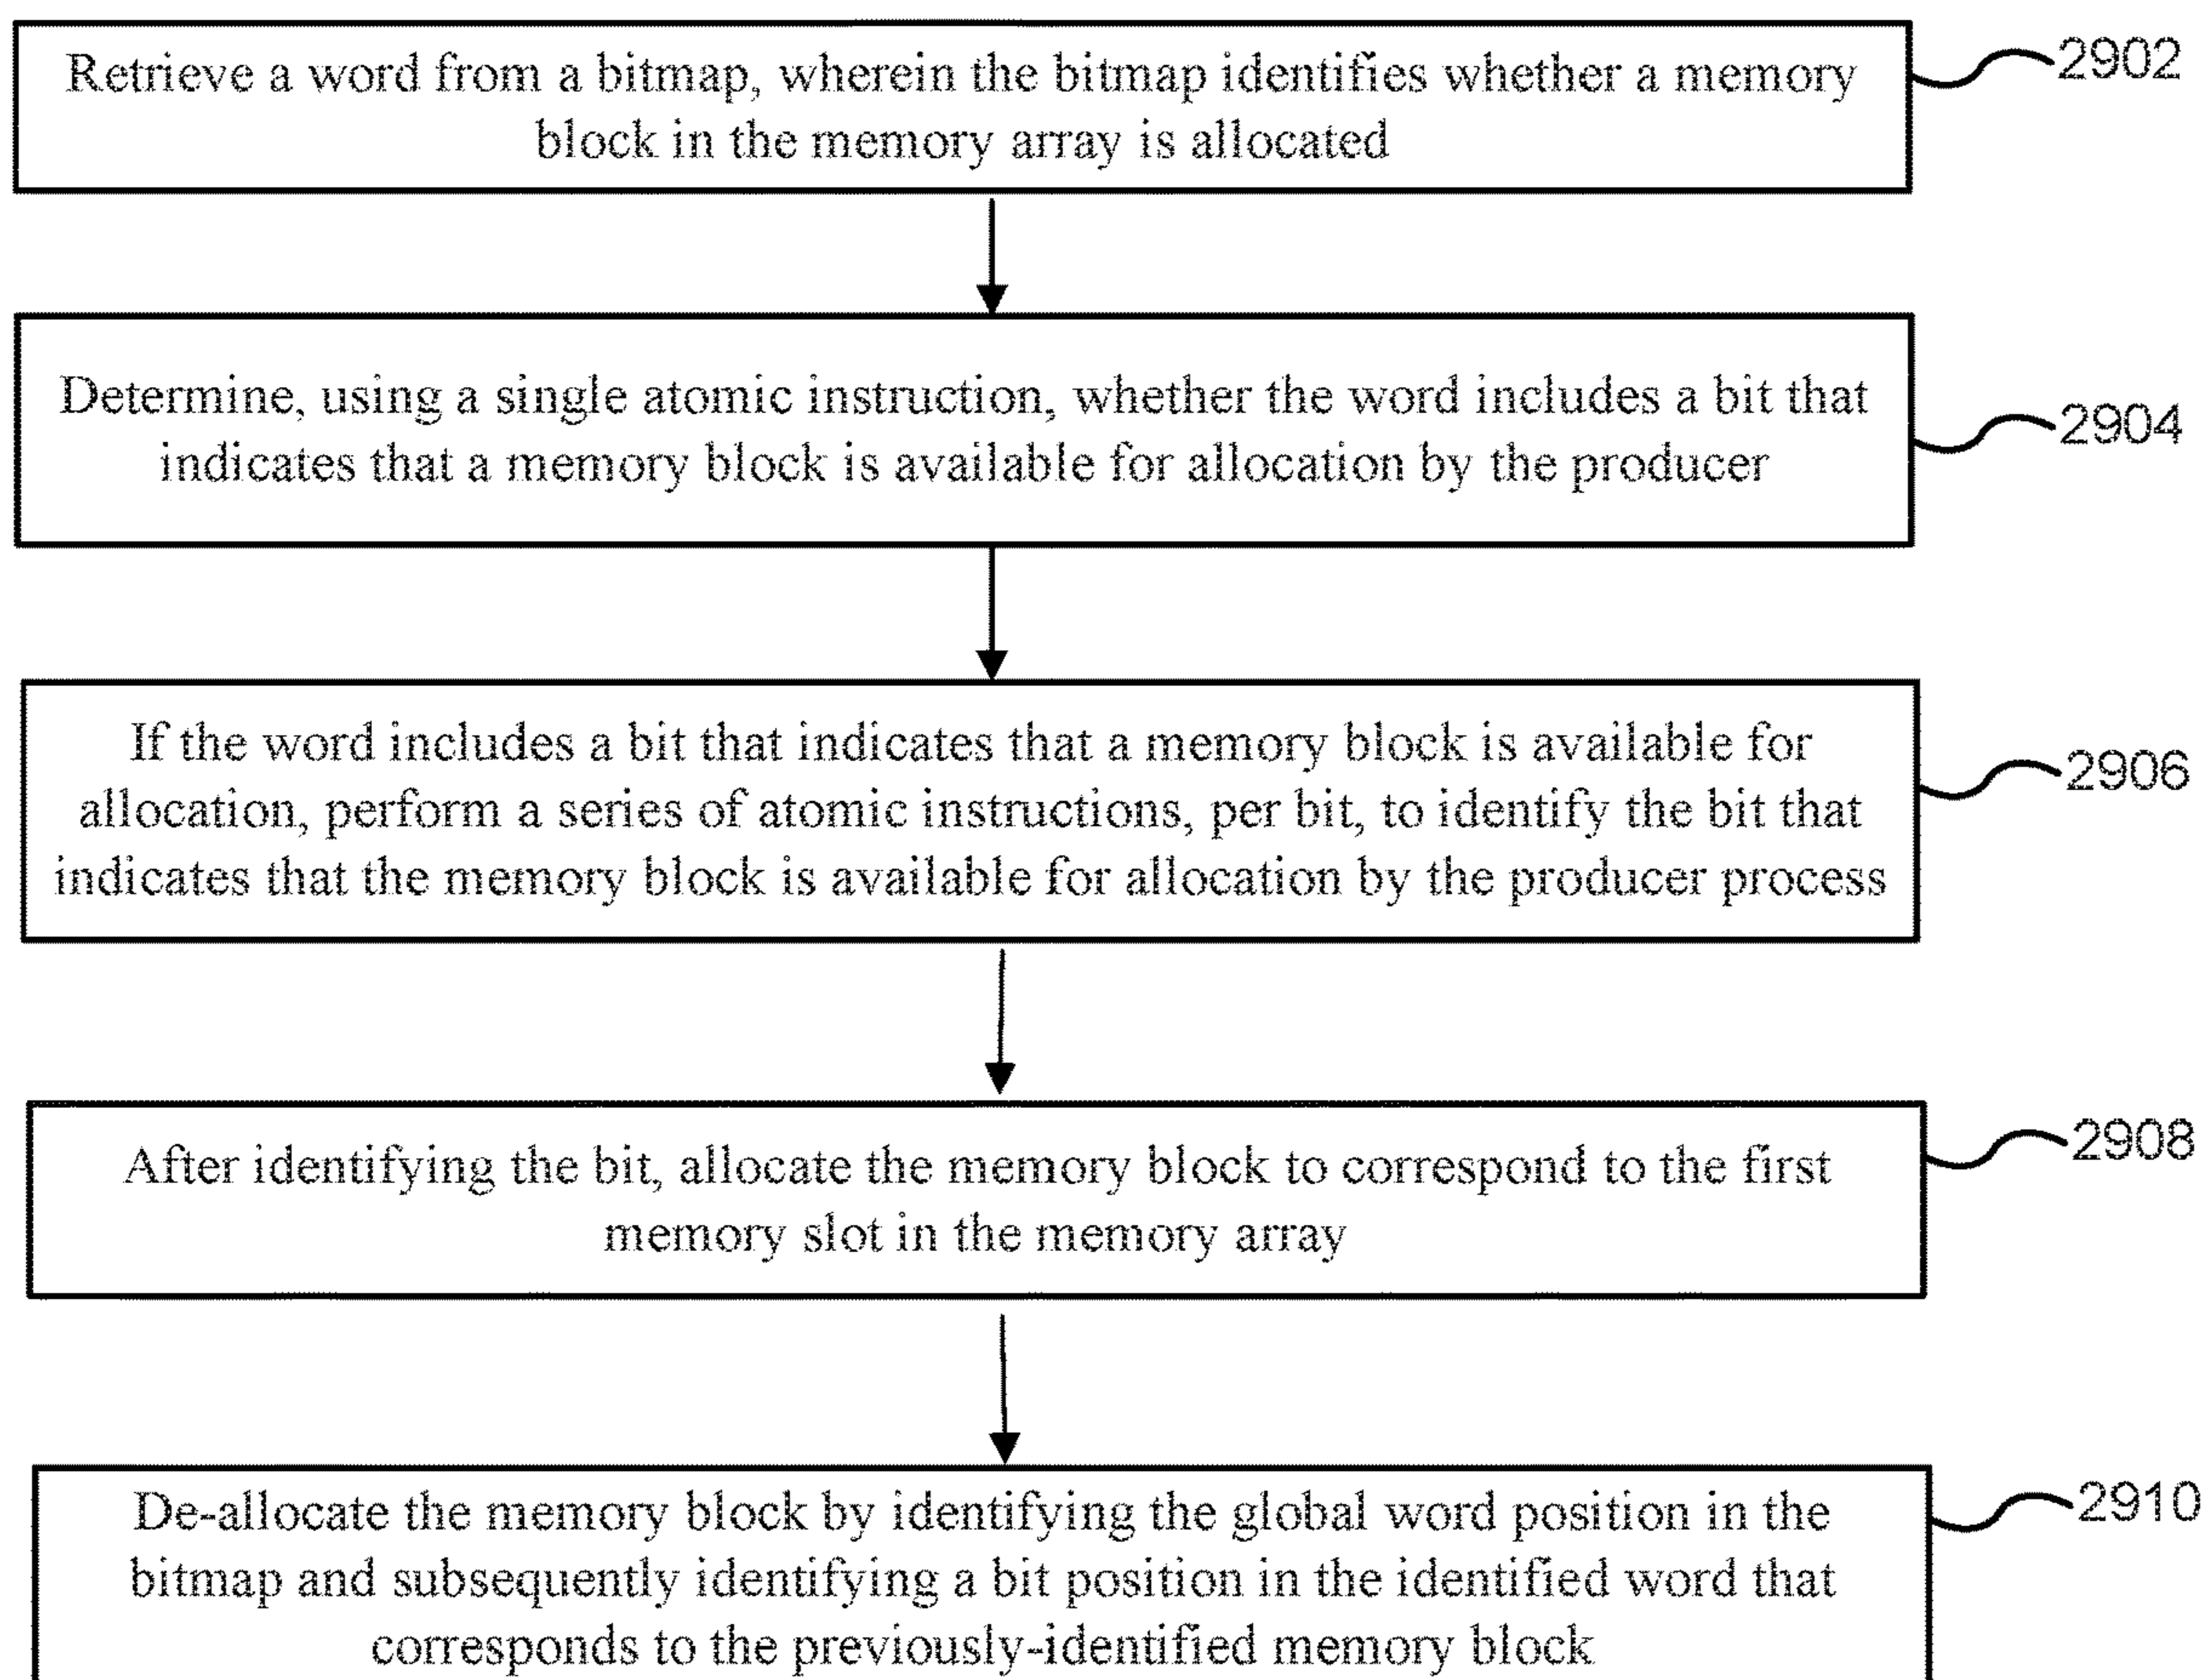 Retrieve a word from a bitmap, wherein the bitmap identifies whether a memory
block in the memory array is allocated
2902
Determine, using a single atomic instruction, whether the word includes a bit that
indicates that a memory block is available for allocation by the producer
2904
If the word includes a bit that indicates that a memory block is available for
allocation, perform a series of atomic instructions, per bit, to identify the bit that
indicates that the memory block is available for allocation by the producer process
2906
After identifying the bit, allocate the memory block to correspond to the first
memory slot in the memory array
2908
De-allocate the memory block by identifying the global word position in the
bitmap and subsequently identifying a bit position in the identified word that
corresponds to the previously-identified memory block
2910